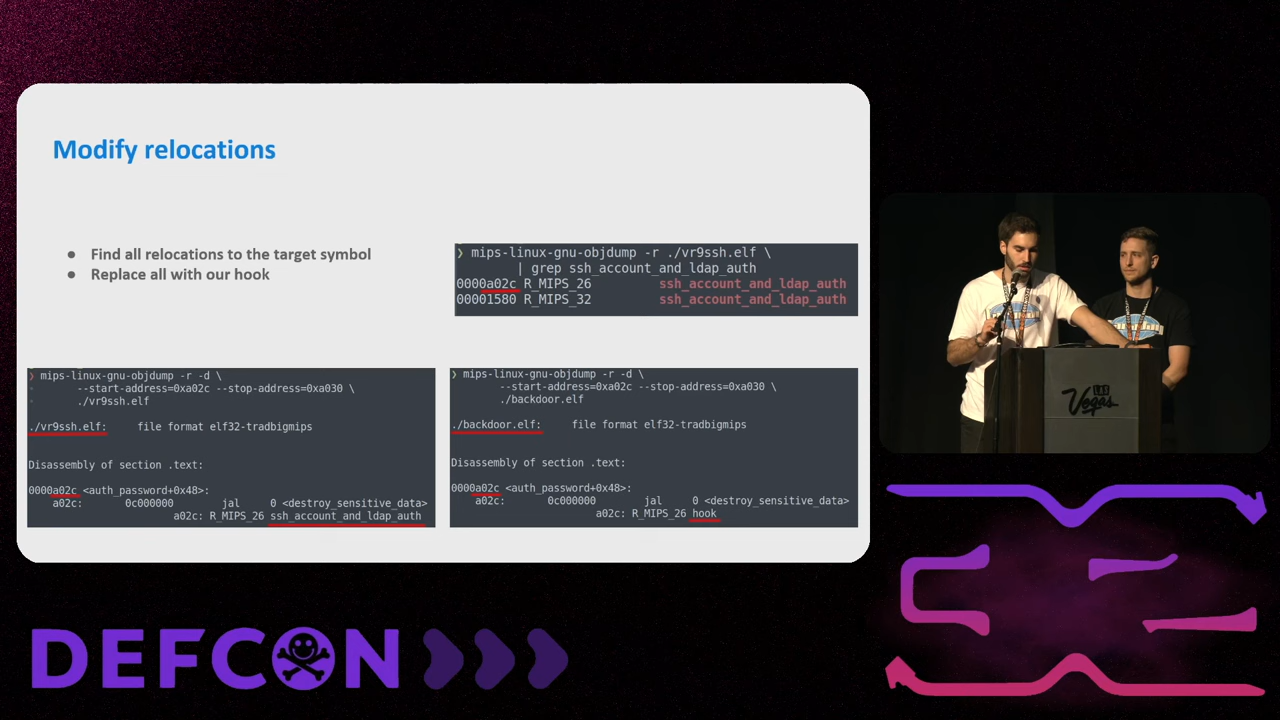 Modify relocations
● Find all relocations to the target symbol
● Replace all with our hook
❯ mips-linux-gnu-objdump -r ./vr9ssh.elf \
| grep ssh_account_and_ldap_auth
0000a02c R_MIPS_26 ssh_account_and_ldap_auth
00001580 R_MIPS_32 ssh_account_and_ldap_auth
❯ mips-linux-gnu-objdump -r -d \
--start-address=0xa02c --stop-address=0xa030 \
./vr9ssh.elf
./vr9ssh.elf: file format elf32-tradbigmips
Disassembly of section .text:
0000a02c <auth_password+0x48>:
a02c: 0c000000 jal 0 <destroy_sensitive_data>
a02c: R_MIPS_26 ssh_account_and_ldap_auth
❯ mips-linux-gnu-objdump -r -d \
--start-address=0xa02c --stop-address=0xa030 \
./backdoor.elf
./backdoor.elf: file format elf32-tradbigmips
Disassembly of section .text:
0000a02c <auth_password+0x48>:
a02c: 0c000000 jal 0 <destroy_sensitive_data>
a02c: R_MIPS_26 hook
LAS
Vegas
DEFCON